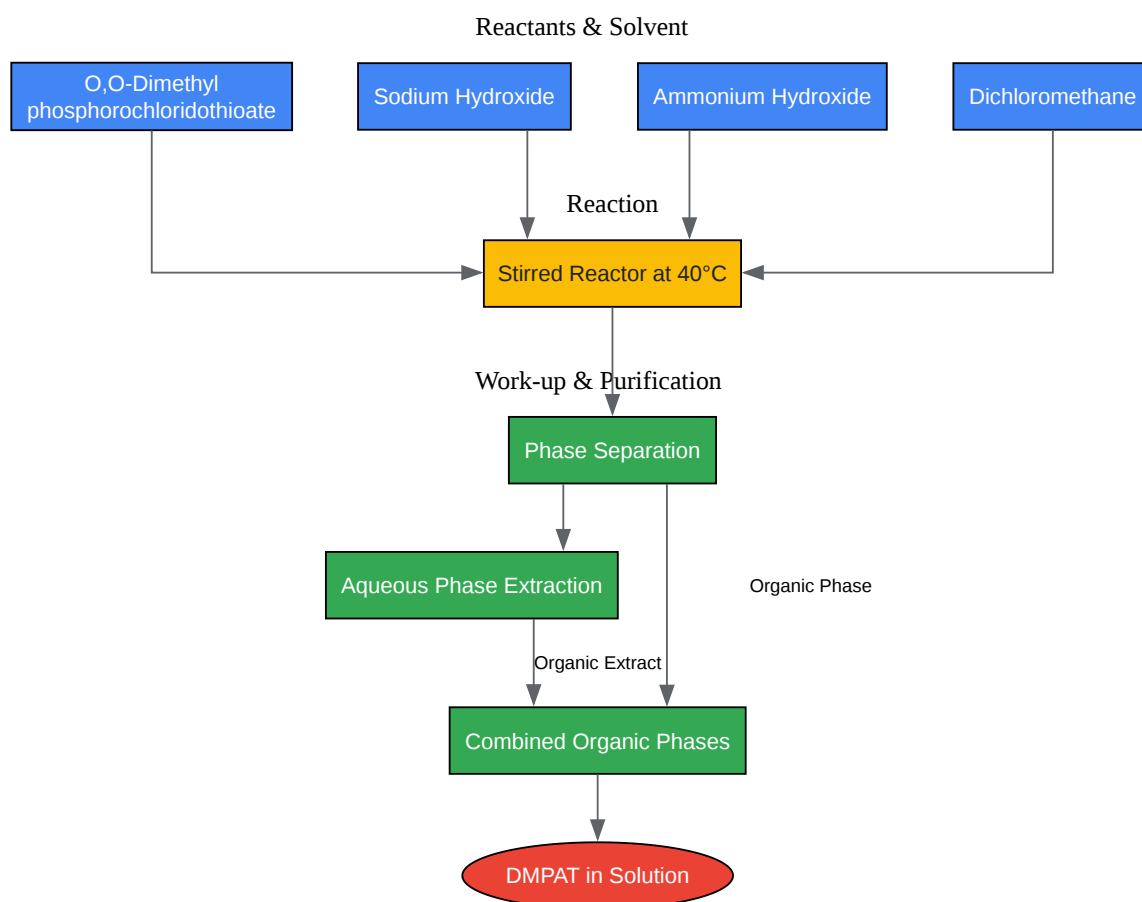 Reactants & Solvent
O,O-Dimethyl
phosphorochloridothioate
Sodium Hydroxide
Ammonium Hydroxide
Dichloromethane
Reaction
Stirred Reactor at 40°C
Work-up & Purification
Phase Separation
Aqueous Phase Extraction
Organic Phase
Organic Extract
Combined Organic Phases
DMPAT in Solution